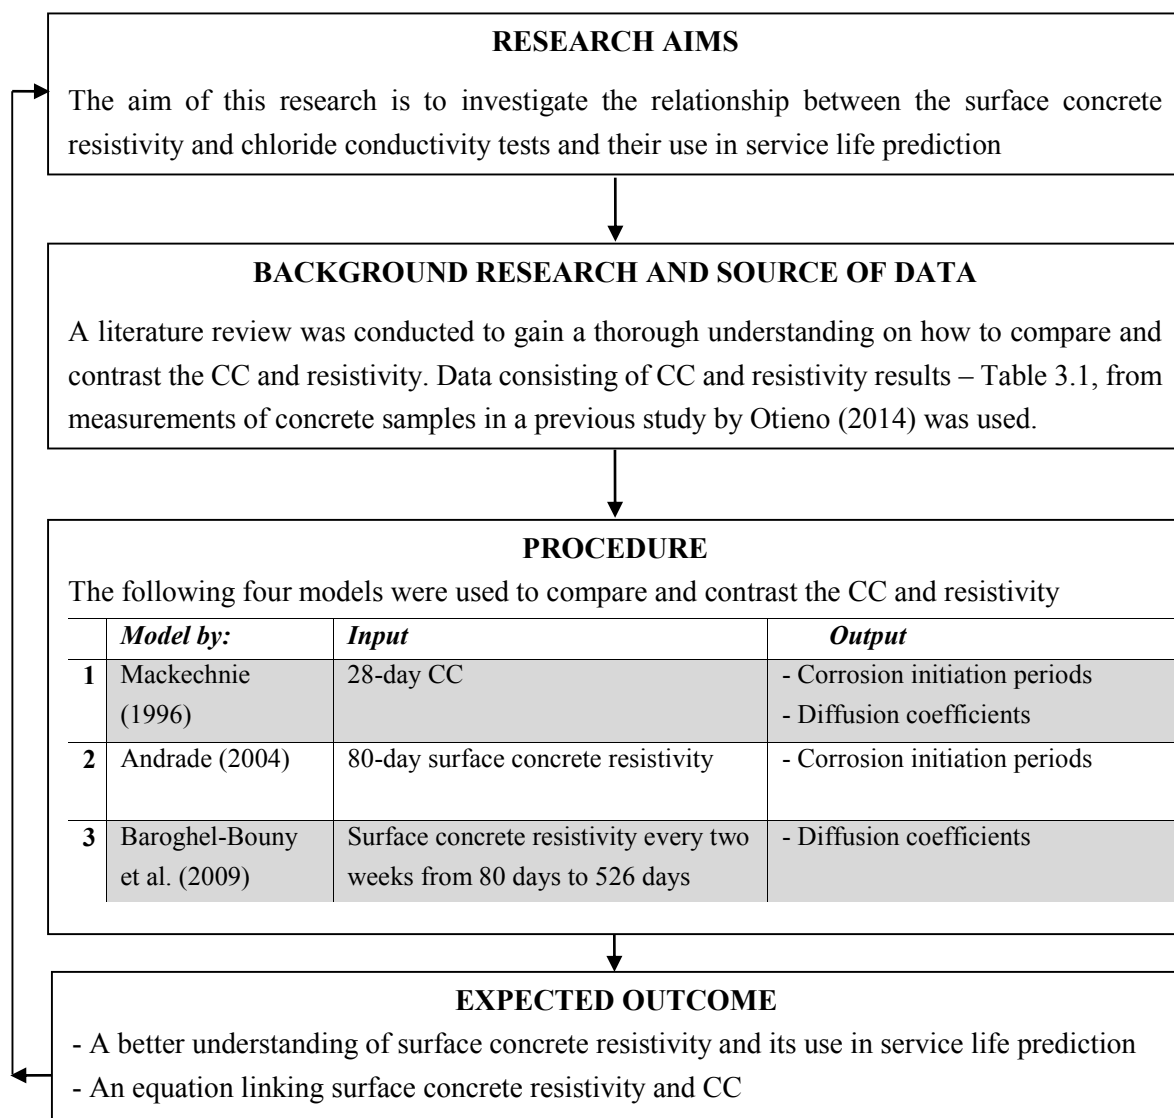 RESEARCH AIMS
The aim of this research is to investigate the relationship between the surface concrete
resistivity and chloride conductivity tests and their use in service life prediction
BACKGROUND RESEARCH AND SOURCE OF DATA
A literature review was conducted to gain a thorough understanding on how to compare and
contrast the CC and resistivity. Data consisting of CC and resistivity results – Table 3.1, from
measurements of concrete samples in a previous study by Otieno (2014) was used.
PROCEDURE
The following four models were used to compare and contrast the CC and resistivity
Model by: Input Output
1 Mackechnie 28-day CC - Corrosion initiation periods
(1996) - Diffusion coefficients
2 Andrade (2004) 80-day surface concrete resistivity - Corrosion initiation periods
3 Baroghel-Bouny Surface concrete resistivity every two - Diffusion coefficients
et al. (2009) weeks from 80 days to 526 days
EXPECTED OUTCOME
- A better understanding of surface concrete resistivity and its use in service life prediction
- An equation linking surface concrete resistivity and CC